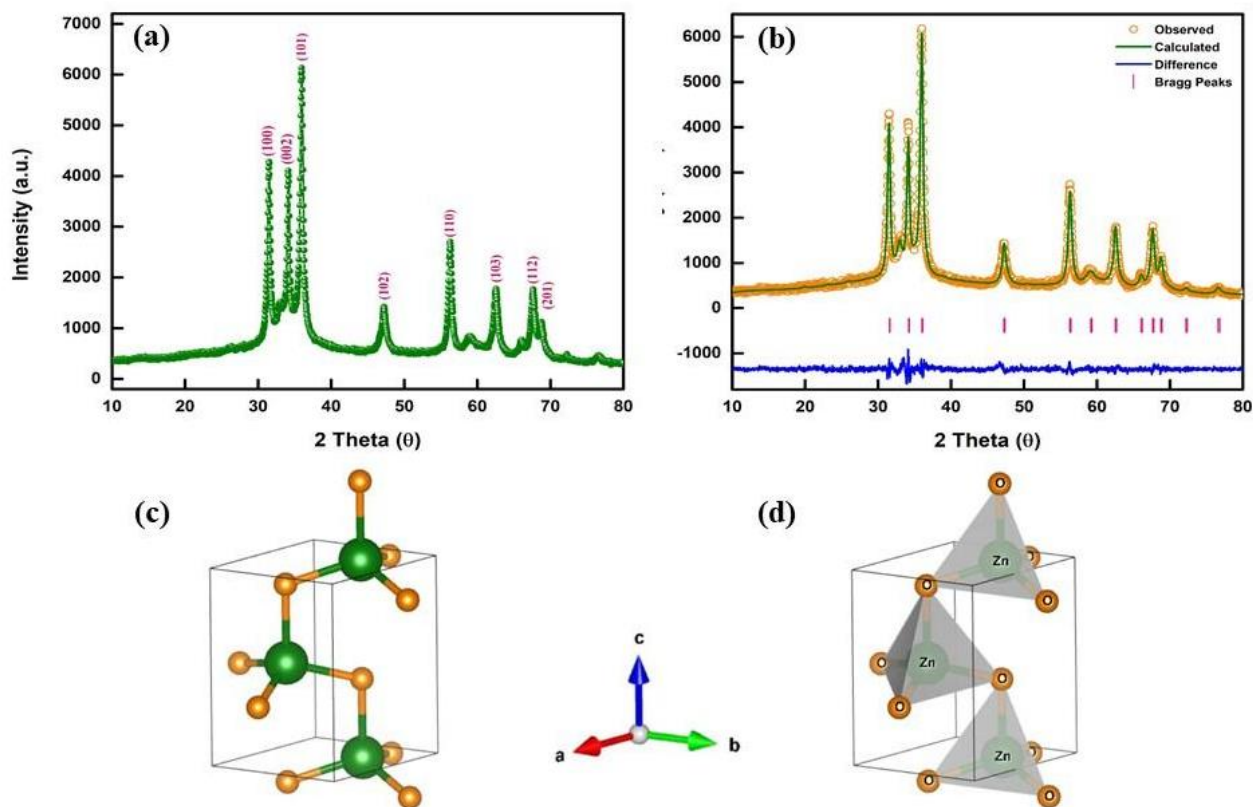 (a)
7000
6000
5000
4000
3000
2000
1000
0
Intensity (a.u.)
(100)
(002)
(101)
(102)
(110)
(103)
(112)
(201)
10 20 30 40 50 60 70 80
2 Theta (θ)
(b)
6000
5000
4000
3000
2000
1000
0
-1000
Observed
Calculated
Difference
Bragg Peaks
10 20 30 40 50 60 70 80
2 Theta (θ)
(c)
c
a
b
(d)
O
Zn
O
O
O
O
Zn
O
O
O
Zn
O
O
O